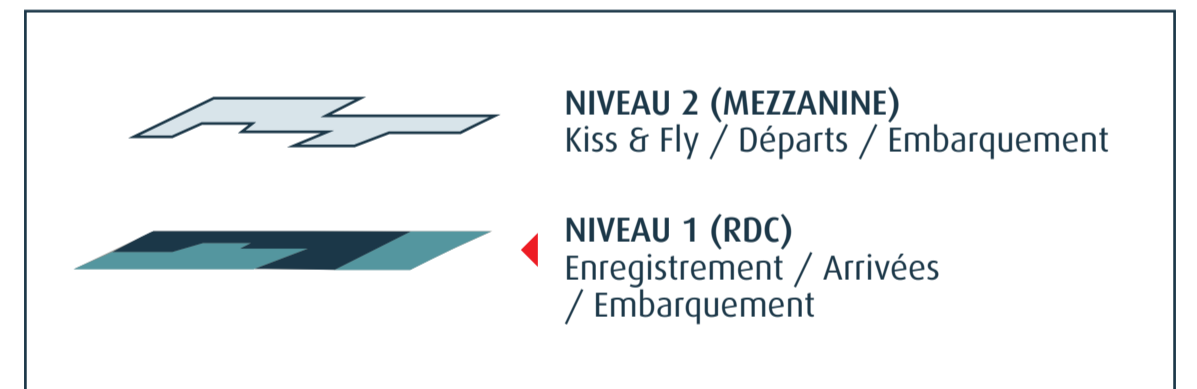 NIVEAU 2 (MEZZANINE)
Kiss & Fly / Départs / Embarquement
NIVEAU 1 (RDC)
Enregistrement / Arrivées
/ Embarquement